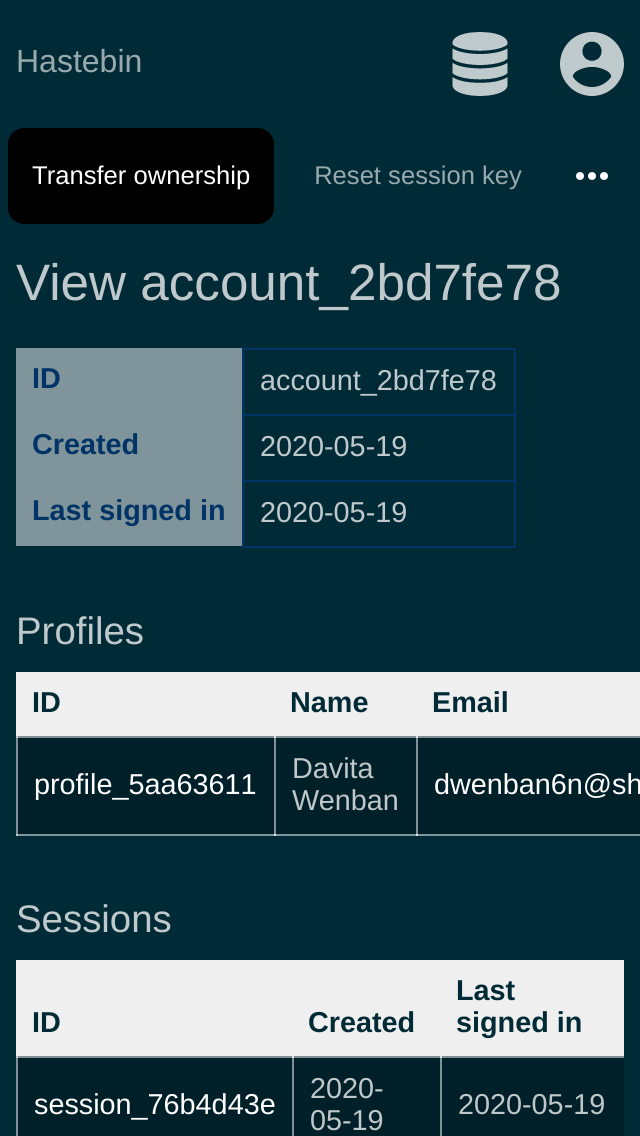 Hastebin
Transfer ownership Reset session key
View account_2bd7fe78
ID account_2bd7fe78
Created 2020-05-19
Last signed in 2020-05-19
Profiles
ID Name Email
profile_5aa63611 Davita Wenban dwenban6n@sh
Sessions
ID Created Last signed in
session_76b4d43e 2020-05-19 2020-05-19